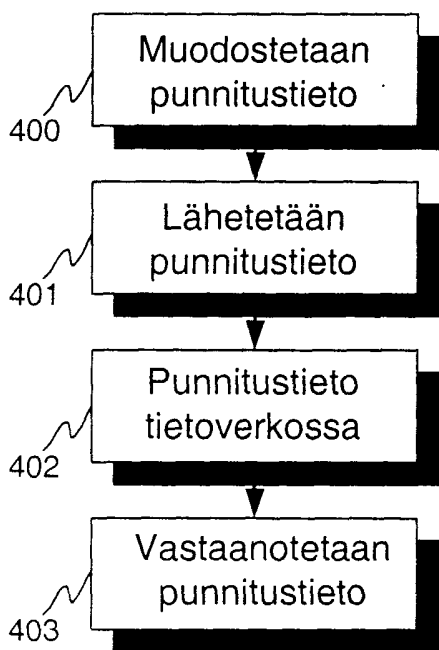 Muodostetaan
punnitustieto
400
Lähetetään
punnitustieto
401
Punnitustieto
tietoverkossa
402
Vastaanotetaan
punnitustieto
403